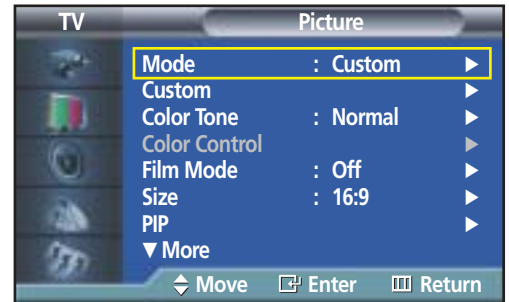 TV Picture
Mode : Custom ▶
Custom ▶
Color Tone : Normal ▶
Color Control ▶
Film Mode : Off ▶
Size : 16:9 ▶
PIP ▶
▼ More
Move Enter Return